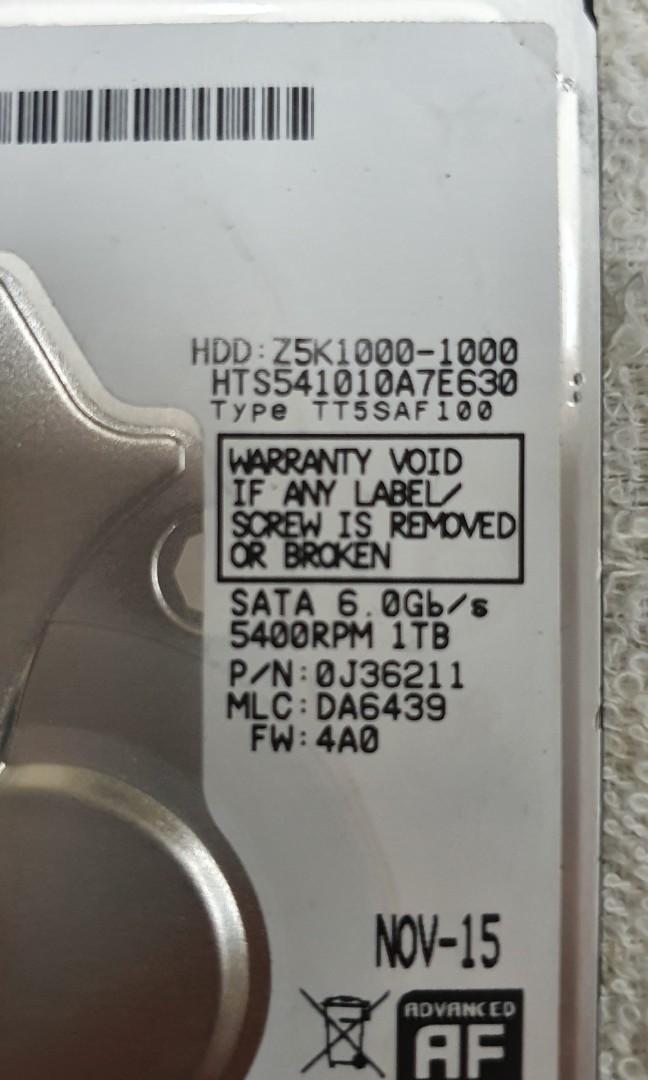 HDD:Z5K1000-1000
HTS541010A7E630
Type TT5SAF100
WARRANTY VOID
IF ANY LABEL/
SCREW IS REMOVED
OR BROKEN
SATA 6.0Gb/s
5400RPM 1TB
P/N:0J36211
MLC:DA6439
FW:4A0
NOV-15
ADVANCED
AF